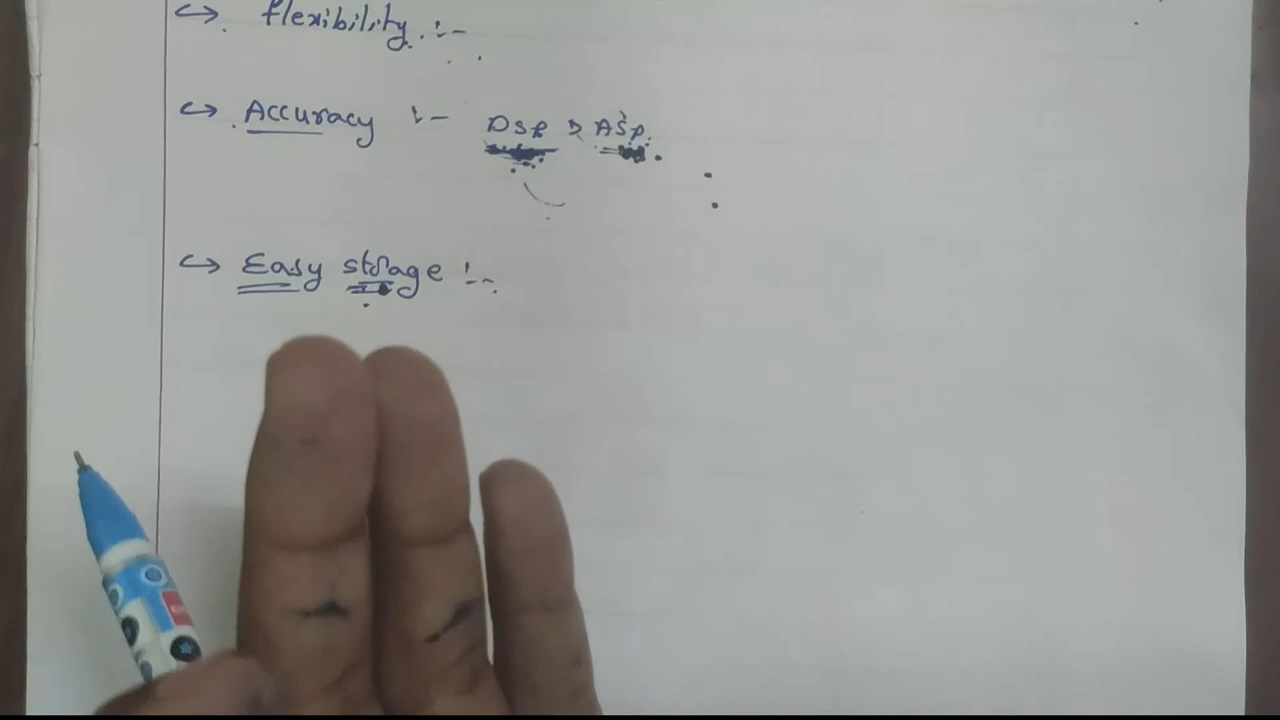 ↔ flexibility :-
↔ Accuracy :- DSP > ASP.
↔ Easy storage :-